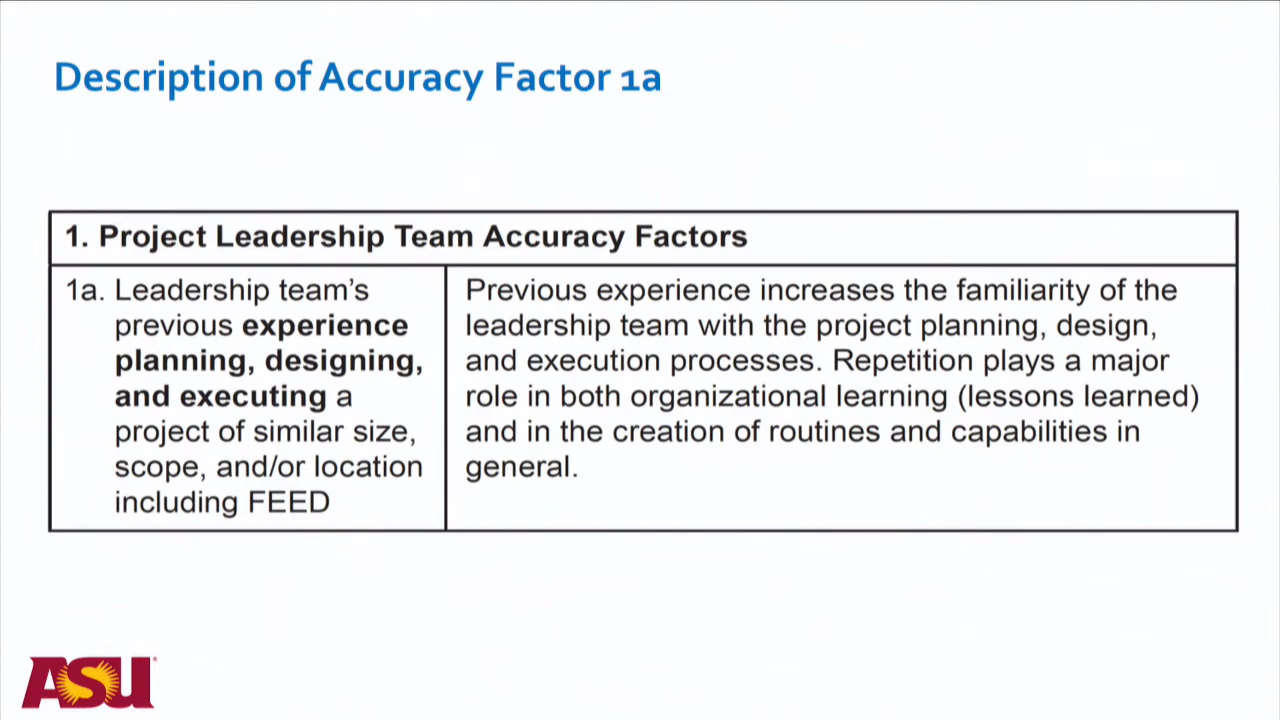 Description of Accuracy Factor 1a
1. Project Leadership Team Accuracy Factors
1a. Leadership team's
previous experience
planning, designing,
and executing a
project of similar size,
scope, and/or location
including FEED
Previous experience increases the familiarity of the
leadership team with the project planning, design,
and execution processes. Repetition plays a major
role in both organizational learning (lessons learned)
and in the creation of routines and capabilities in
general.
ASU